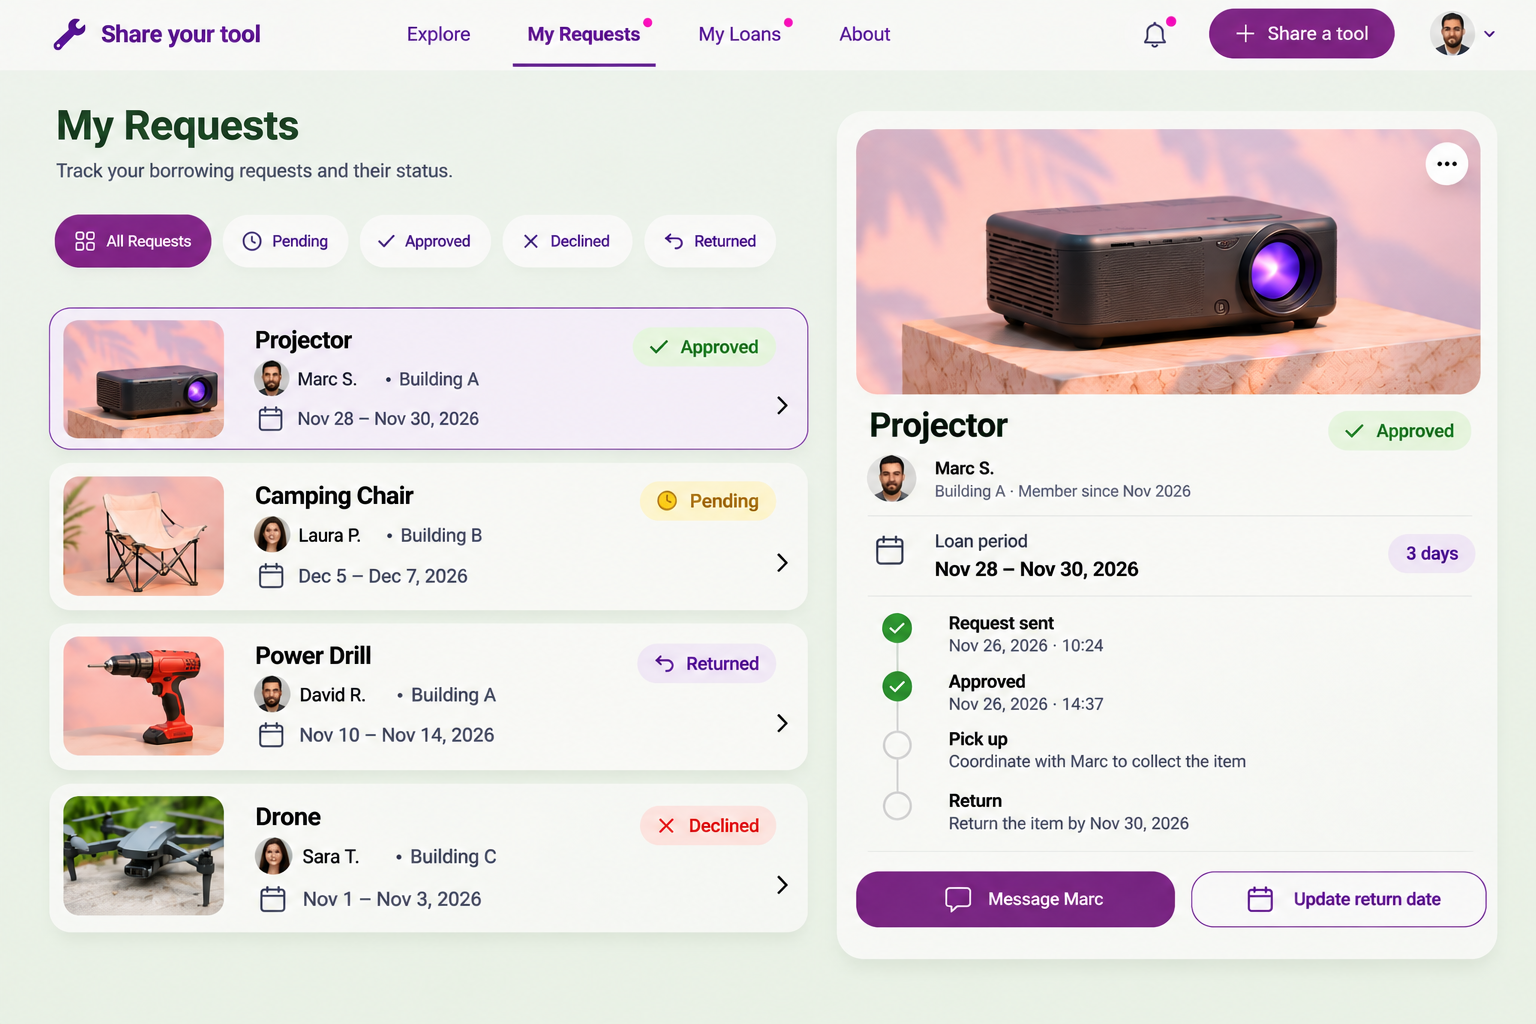 Share your tool
Explore
My Requests
My Loans
About
Share a tool
My Requests
Track your borrowing requests and their status.
All Requests
Pending
Approved
Declined
Returned
Projector
Approved
Marc S. • Building A
Nov 28 – Nov 30, 2026
Camping Chair
Pending
Laura P. • Building B
Dec 5 – Dec 7, 2026
Power Drill
Returned
David R. • Building A
Nov 10 – Nov 14, 2026
Drone
Declined
Sara T. • Building C
Nov 1 – Nov 3, 2026
Projector
Approved
Marc S.
Building A · Member since Nov 2026
Loan period
Nov 28 – Nov 30, 2026
3 days
Request sent
Nov 26, 2026 · 10:24
Approved
Nov 26, 2026 · 14:37
Pick up
Coordinate with Marc to collect the item
Return
Return the item by Nov 30, 2026
Message Marc
Update return date